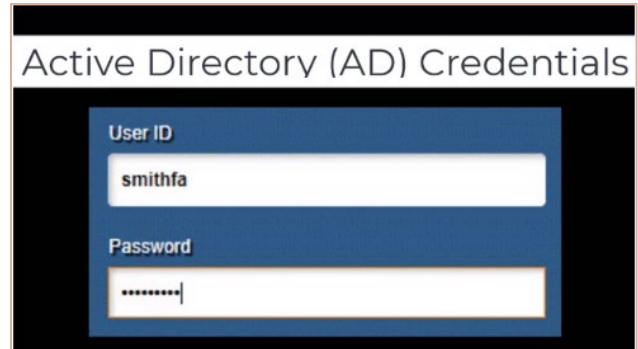 Active Directory (AD) Credentials
User ID
smithfa
Password
•••••••••